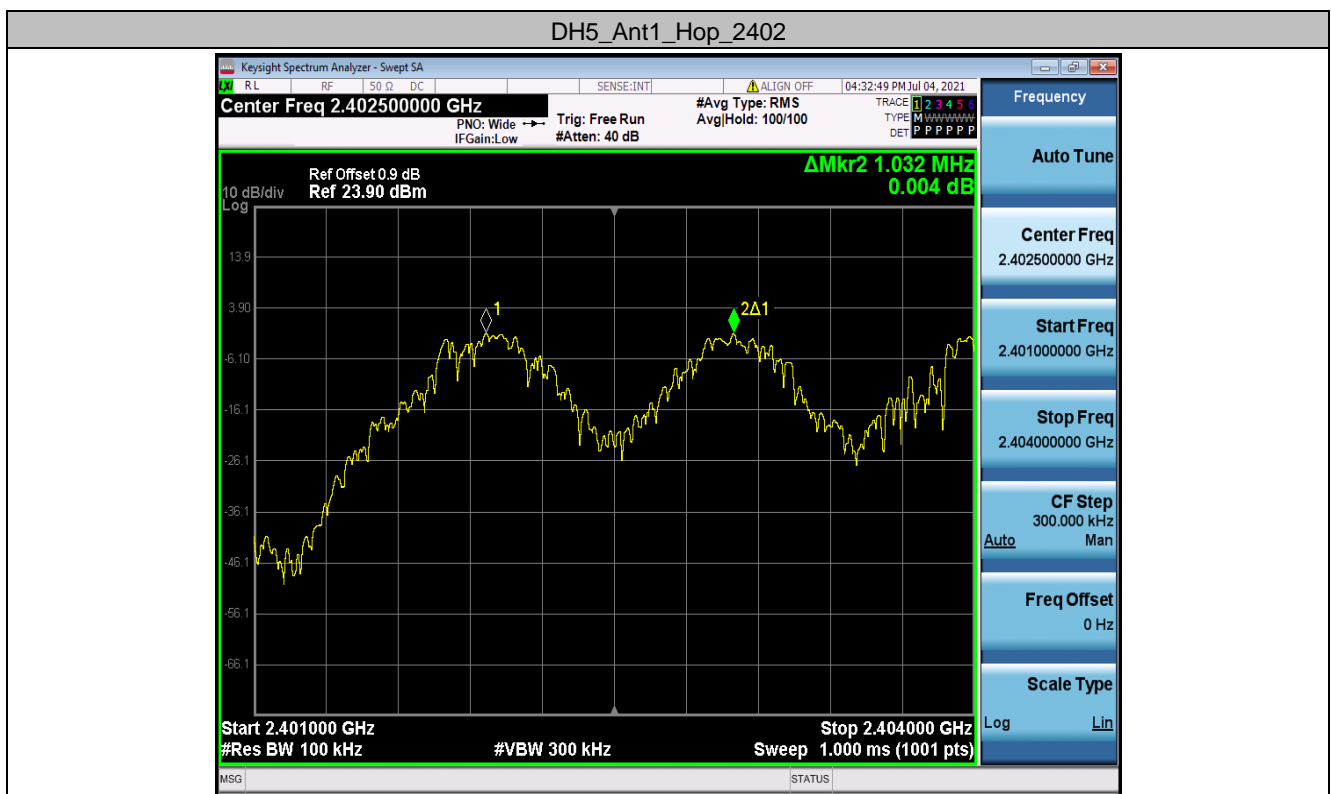 DH5_Ant1_Hop_2402
Keysight Spectrum Analyzer - Swept SA
LXI RL RF 50 Ω DC SENSE:INT ALIGN OFF 04:32:49 PM Jul 04, 2021
Center Freq 2.402500000 GHz
PNO: Wide
IFGain:Low
Trig: Free Run
#Atten: 40 dB
#Avg Type: RMS
Avg|Hold: 100/100
TRACE 1 2 3 4 5 6
TYPE M W W W W W
DET P P P P P P
ΔMkr2 1.032 MHz
0.004 dB
Ref Offset 0.9 dB
10 dB/div Ref 23.90 dBm
Log
13.9
3.90
-6.10
-16.1
-26.1
-36.1
-46.1
-56.1
-66.1
1
2Δ1
Start 2.401000 GHz Stop 2.404000 GHz
#Res BW 100 kHz #VBW 300 kHz Sweep 1.000 ms (1001 pts)
MSG STATUS
Frequency
Auto Tune
Center Freq
2.402500000 GHz
Start Freq
2.401000000 GHz
Stop Freq
2.404000000 GHz
CF Step
300.000 kHz
Auto Man
Freq Offset
0 Hz
Scale Type
Log Lin